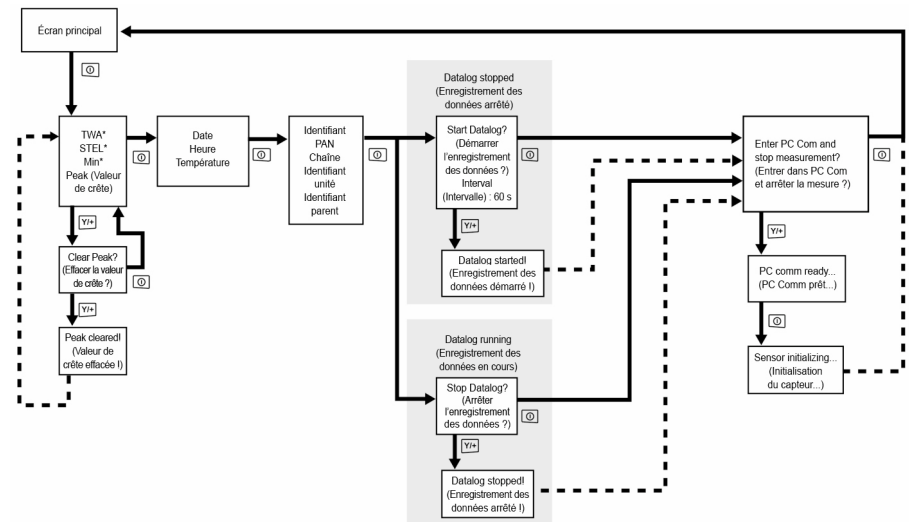 Écran principal
TWA*
STEL*
Min*
Peak (Valeur
de crête)
Y/+
Clear Peak?
(Effacer la valeur
de crête ?)
Y/+
Peak cleared!
(Valeur de
crête effacée !)
Date
Heure
Température
Identifiant
PAN
Chaîne
Identifiant
unité
Identifiant
parent
Datalog stopped
(Enregistrement des
données arrêté)
Start Datalog?
(Démarrer
l'enregistrement
des données ?)
Interval
(Intervalle) : 60 s
Y/+
Datalog started!
(Enregistrement des
données démarré !)
Datalog running
(Enregistrement des
données en cours)
Stop Datalog?
(Arrêter
l'enregistrement
des données ?)
Y/+
Datalog stopped!
(Enregistrement des
données arrêté !)
Enter PC Com and
stop measurement?
(Entrer dans PC Com
et arrêter la mesure ?)
Y/+
PC comm ready...
(PC Comm prêt...)
Sensor initializing...
(Initialisation
du capteur...)